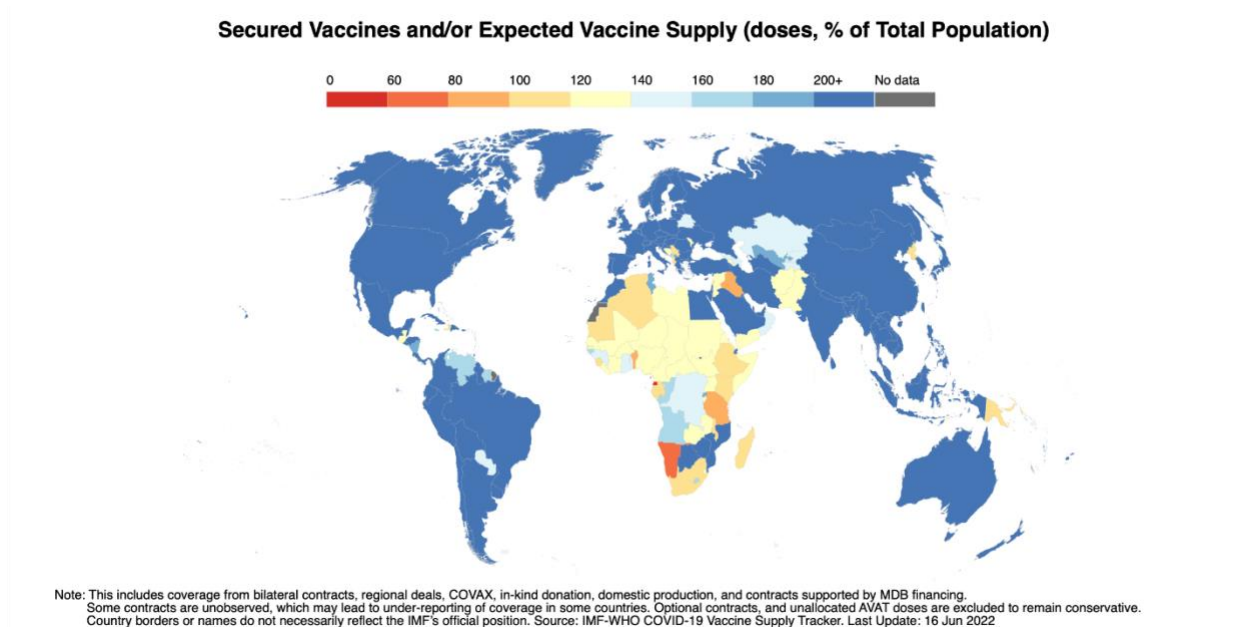 Secured Vaccines and/or Expected Vaccine Supply (doses, % of Total Population)
0 60 80 100 120 140 160 180 200+ No data
Note: This includes coverage from bilateral contracts, regional deals, COVAX, in-kind donation, domestic production, and contracts supported by MDB financing.
Some contracts are unobserved, which may lead to under-reporting of coverage in some countries. Optional contracts, and unallocated AVAT doses are excluded to remain conservative.
Country borders or names do not necessarily reflect the IMF's official position. Source: IMF-WHO COVID-19 Vaccine Supply Tracker. Last Update: 16 Jun 2022